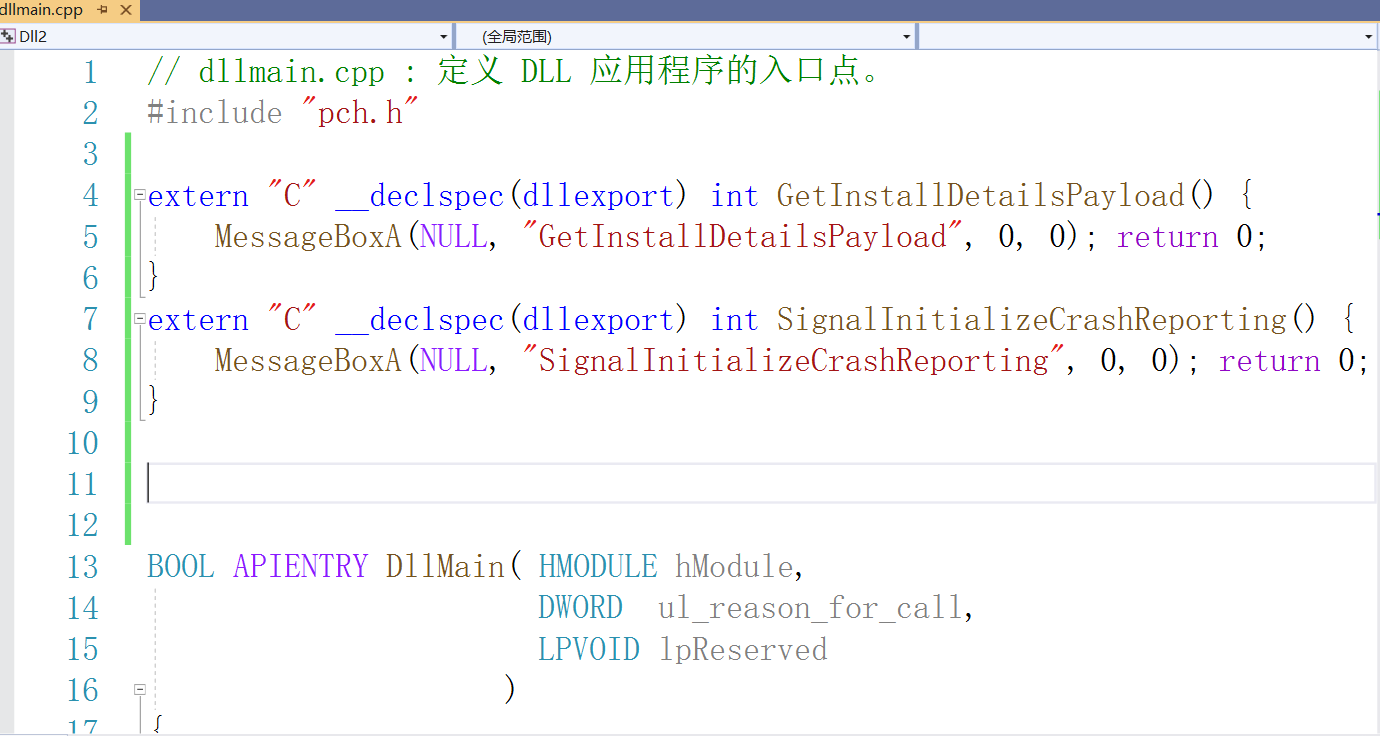 dllmain.cpp
Dll2 (全局范围)
1 // dllmain.cpp : 定义 DLL 应用程序的入口点。
2 #include "pch.h"
3
4 extern "C" __declspec(dllexport) int GetInstallDetailsPayload() {
5 MessageBoxA(NULL, "GetInstallDetailsPayload", 0, 0); return 0;
6 }
7 extern "C" __declspec(dllexport) int SignalInitializeCrashReporting() {
8 MessageBoxA(NULL, "SignalInitializeCrashReporting", 0, 0); return 0;
9 }
10
11
12
13 BOOL APIENTRY DllMain( HMODULE hModule,
14 DWORD  ul_reason_for_call,
15 LPVOID lpReserved
16 )
17 {